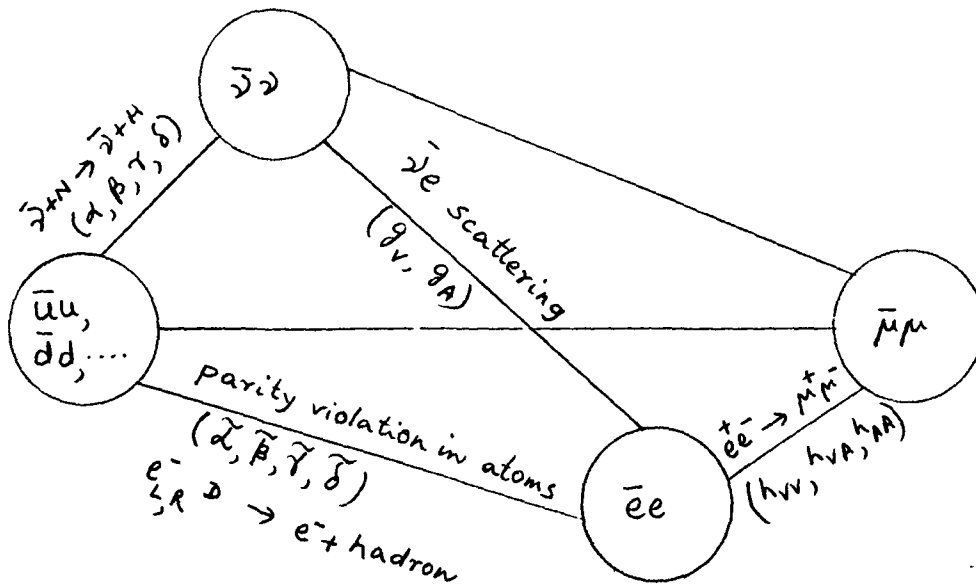 ν̄ν
ν̄+N → ν̄+H
(α, β, γ, δ)
ν̄e scattering
(g_V, g_A)
ūu,
d̄d,....
μ̄μ
parity violation in atoms
(α̃, β̃, γ̃, δ̃)
e⁻_{L,R} D → e⁻+ hadron
e⁺e⁻ → μ⁺μ⁻
(h_VV, h_VA, h_AA)
ēe